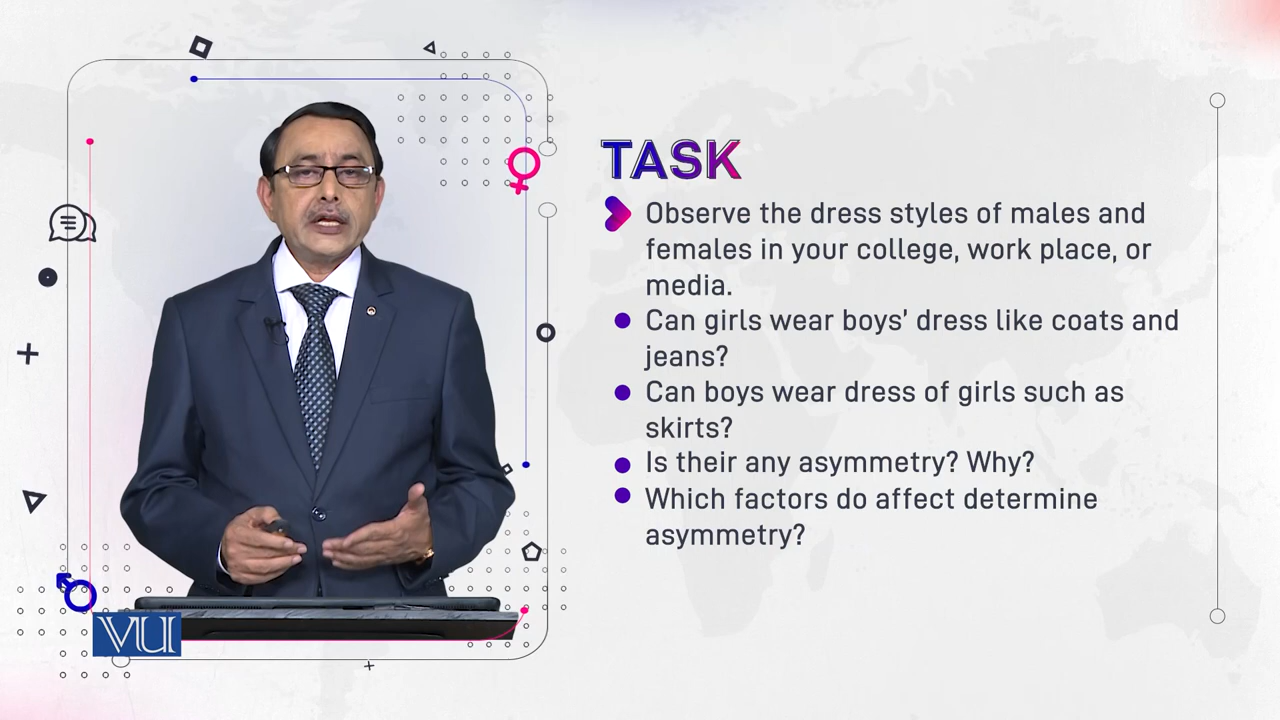 TASK
Observe the dress styles of males and
females in your college, work place, or
media.
Can girls wear boys’ dress like coats and
jeans?
Can boys wear dress of girls such as
skirts?
Is their any asymmetry? Why?
Which factors do affect determine
asymmetry?
VU